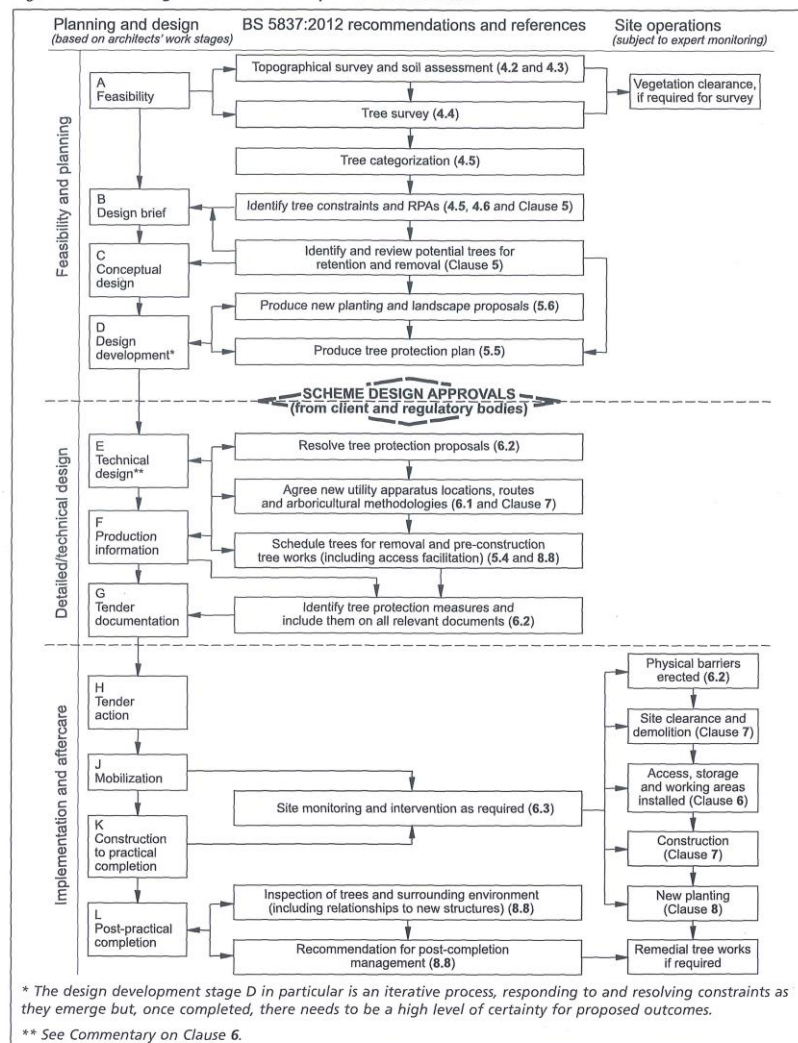 Planning and design
(based on architects' work stages)
BS 5837:2012 recommendations and references
Site operations
(subject to expert monitoring)
Feasibility and planning
A
Feasibility
Topographical survey and soil assessment (4.2 and 4.3)
Vegetation clearance,
if required for survey
Tree survey (4.4)
Tree categorization (4.5)
B
Design brief
Identify tree constraints and RPAs (4.5, 4.6 and Clause 5)
C
Conceptual
design
Identify and review potential trees for
retention and removal (Clause 5)
D
Design
development*
Produce new planting and landscape proposals (5.6)
Produce tree protection plan (5.5)
SCHEME DESIGN APPROVALS
(from client and regulatory bodies)
Detailed/technical design
E
Technical
design**
Resolve tree protection proposals (6.2)
Agree new utility apparatus locations, routes
and arboricultural methodologies (6.1 and Clause 7)
F
Production
information
Schedule trees for removal and pre-construction
tree works (including access facilitation) (5.4 and 8.8)
G
Tender
documentation
Identify tree protection measures and
include them on all relevant documents (6.2)
Implementation and aftercare
H
Tender
action
Physical barriers
erected (6.2)
Site clearance and
demolition (Clause 7)
J
Mobilization
Access, storage
and working areas
installed (Clause 6)
Site monitoring and intervention as required (6.3)
K
Construction
to practical
completion
Construction
(Clause 7)
L
Post-practical
completion
Inspection of trees and surrounding environment
(including relationships to new structures) (8.8)
New planting
(Clause 8)
Recommendation for post-completion
management (8.8)
Remedial tree works
if required
* The design development stage D in particular is an iterative process, responding to and resolving constraints as
they emerge but, once completed, there needs to be a high level of certainty for proposed outcomes.
** See Commentary on Clause 6.